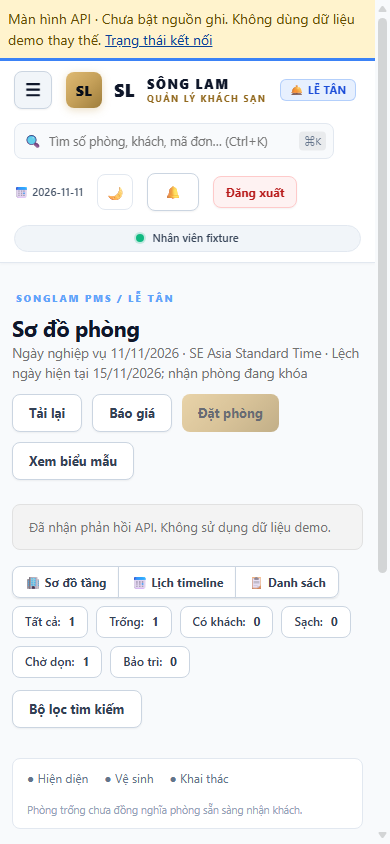 Màn hình API · Chưa bật nguồn ghi. Không dùng dữ liệu
demo thay thế. Trạng thái kết nối
☰ SL SL SÔNG LAM
QUẢN LÝ KHÁCH SẠN
LỄ TÂN
Tìm số phòng, khách, mã đơn... (Ctrl+K) ⌘K
2026-11-11 Đăng xuất
Nhân viên fixture
SONGLAM PMS / LỄ TÂN
Sơ đồ phòng
Ngày nghiệp vụ 11/11/2026 · SE Asia Standard Time · Lệch
ngày hiện tại 15/11/2026; nhận phòng đang khóa
Tải lại Báo giá Đặt phòng
Xem biểu mẫu
Đã nhận phản hồi API. Không sử dụng dữ liệu demo.
Sơ đồ tầng Lịch timeline Danh sách
Tất cả: 1 Trống: 1 Có khách: 0 Sạch: 0
Chờ dọn: 1 Bảo trì: 0
Bộ lọc tìm kiếm
● Hiện diện ● Vệ sinh ● Khai thác
Phòng trống chưa đồng nghĩa phòng sẵn sàng nhận khách.